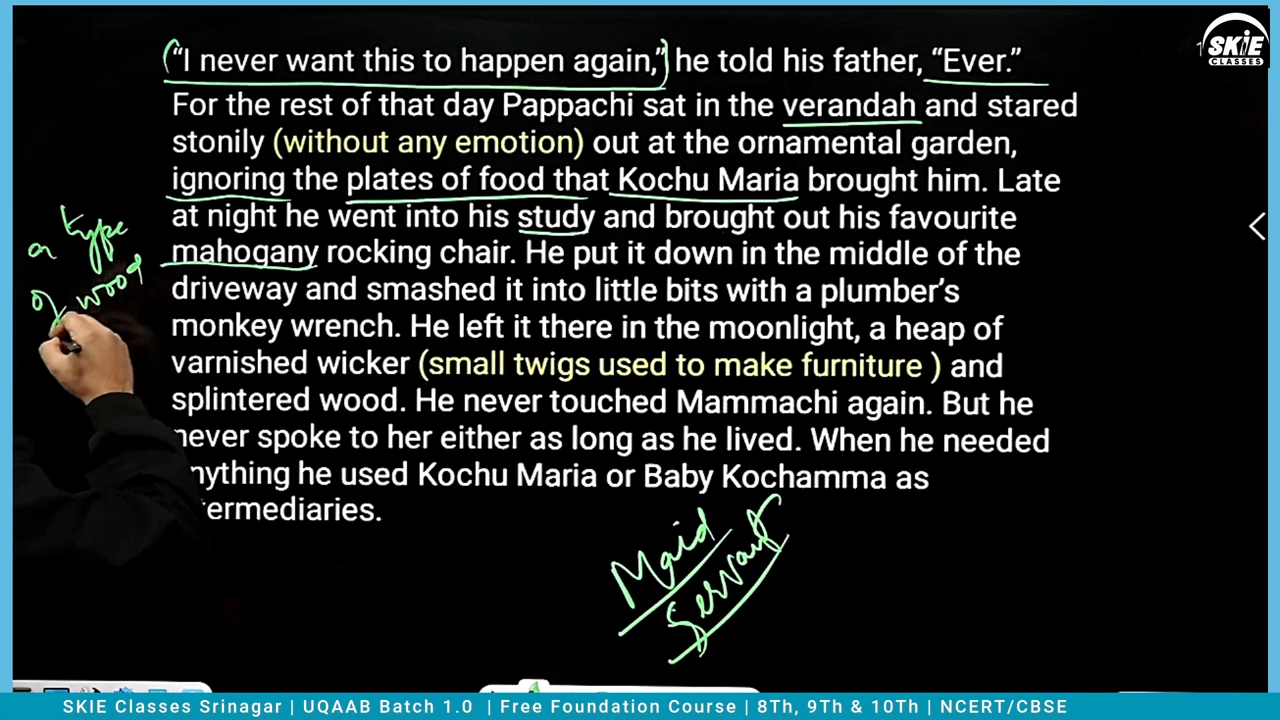 “I never want this to happen again,” he told his father, “Ever.”
For the rest of that day Pappachi sat in the verandah and stared
stonily (without any emotion) out at the ornamental garden,
ignoring the plates of food that Kochu Maria brought him. Late
at night he went into his study and brought out his favourite
mahogany rocking chair. He put it down in the middle of the
driveway and smashed it into little bits with a plumber’s
monkey wrench. He left it there in the moonlight, a heap of
varnished wicker (small twigs used to make furniture ) and
splintered wood. He never touched Mammachi again. But he
never spoke to her either as long as he lived. When he needed
nything he used Kochu Maria or Baby Kochamma as
termediaries.
a type
of wood
Maid
Servant
SKIE
CLASSES
SKIE Classes Srinagar | UQAAB Batch 1.0 | Free Foundation Course | 8Th, 9Th & 10Th | NCERT/CBSE